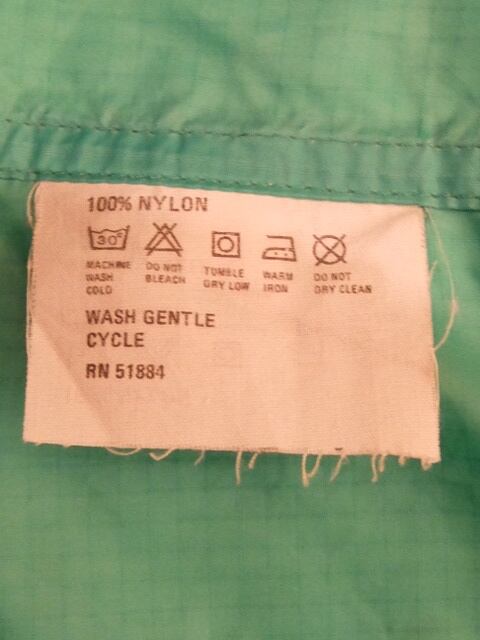 100% NYLON
30°
MACHINE WASH COLD
DO NOT BLEACH
TUMBLE DRY LOW
WARM IRON
DO NOT DRY CLEAN
WASH GENTLE
CYCLE
RN 51884